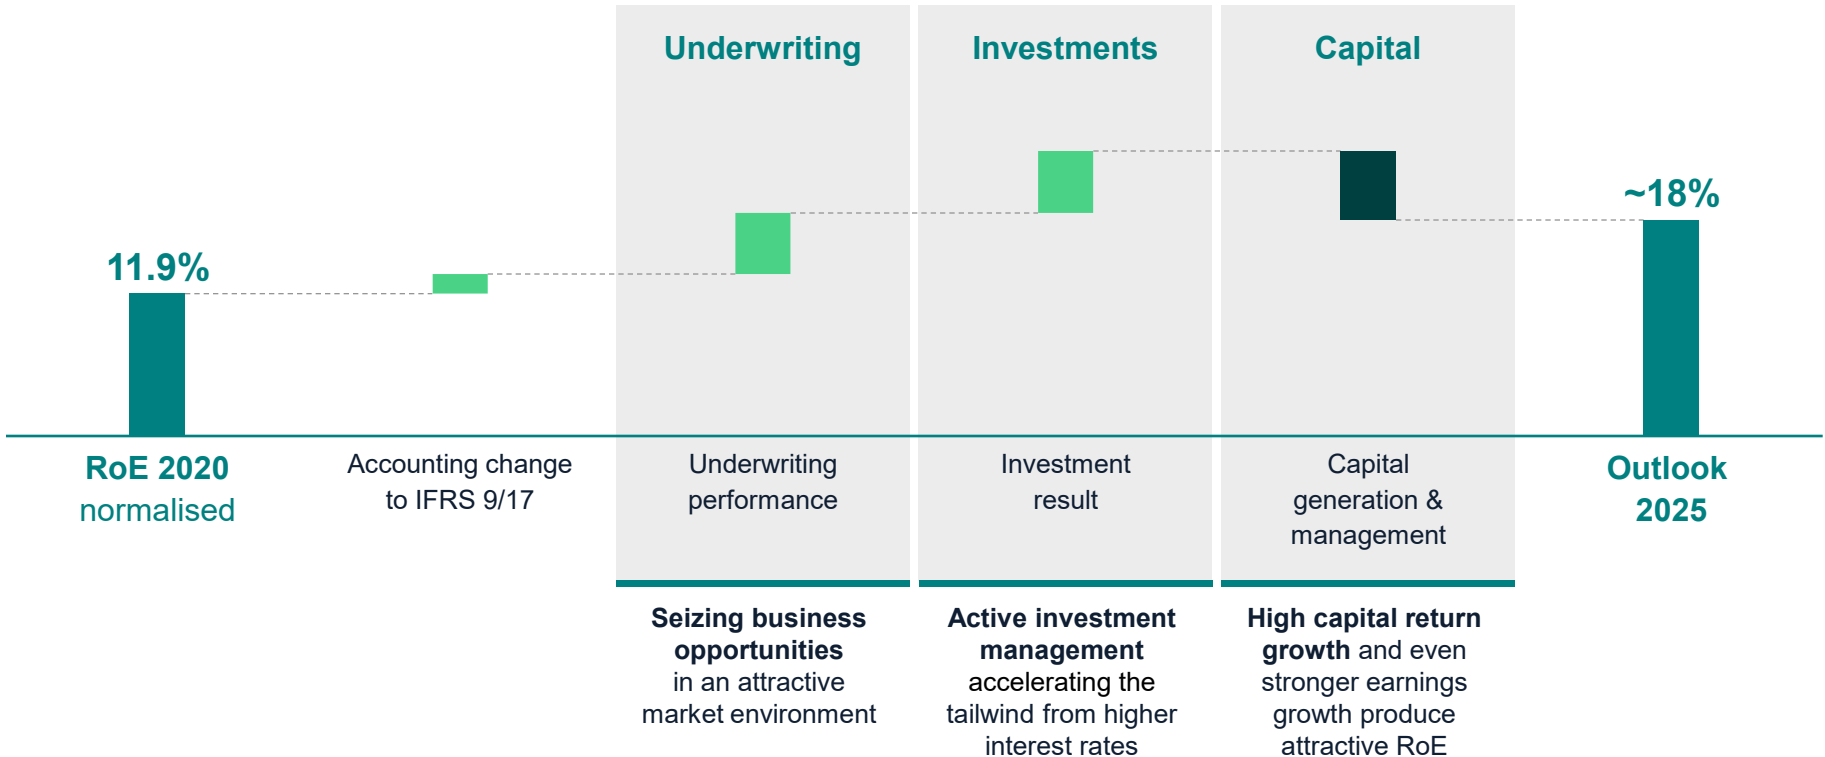 Underwriting
Investments
Capital
11.9%
~18%
RoE 2020
normalised
Accounting change
to IFRS 9/17
Underwriting
performance
Investment
result
Capital
generation &
management
Outlook
2025
Seizing business
opportunities
in an attractive
market environment
Active investment
management
accelerating the
tailwind from higher
interest rates
High capital return
growth and even
stronger earnings
growth produce
attractive RoE